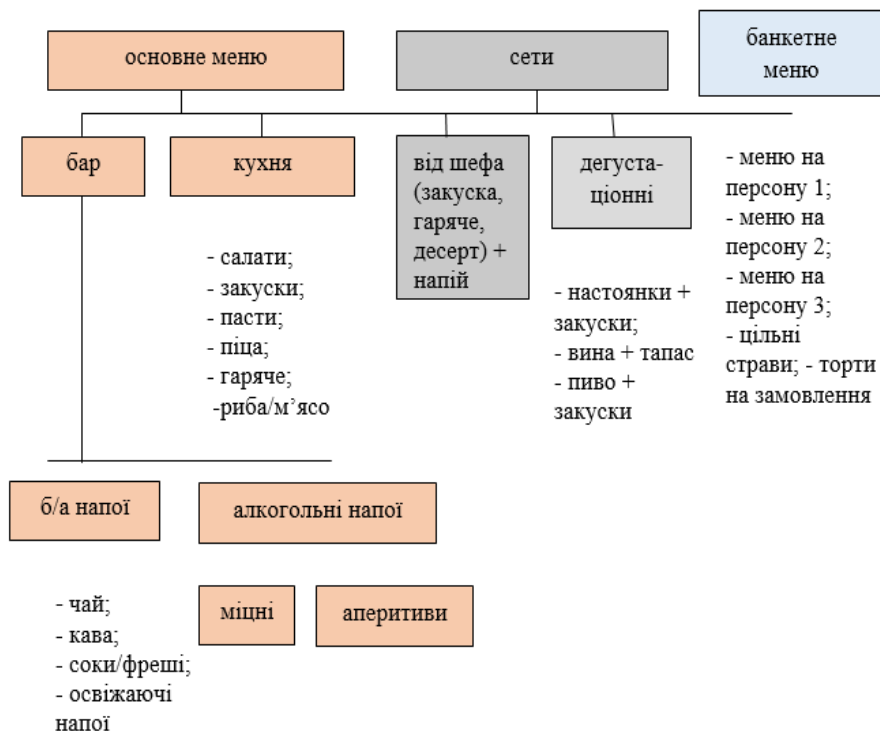 основне меню
сети
банкетне
меню
бар
кухня
від шефа
(закуска,
гаряче,
десерт) +
напій
дегуста-
ціонні
- меню на
персону 1;
- меню на
персону 2;
- меню на
персону 3;
- цільні
страви; - торти
на замовлення
- салати;
- закуски;
- пасти;
- піца;
- гаряче;
-риба/м’ясо
- настоянки +
закуски;
- вина + тапас
- пиво +
закуски
б/а напої
алкогольні напої
- чай;
- кава;
- соки/фреші;
- освіжаючі
напої
міцні
аперитиви